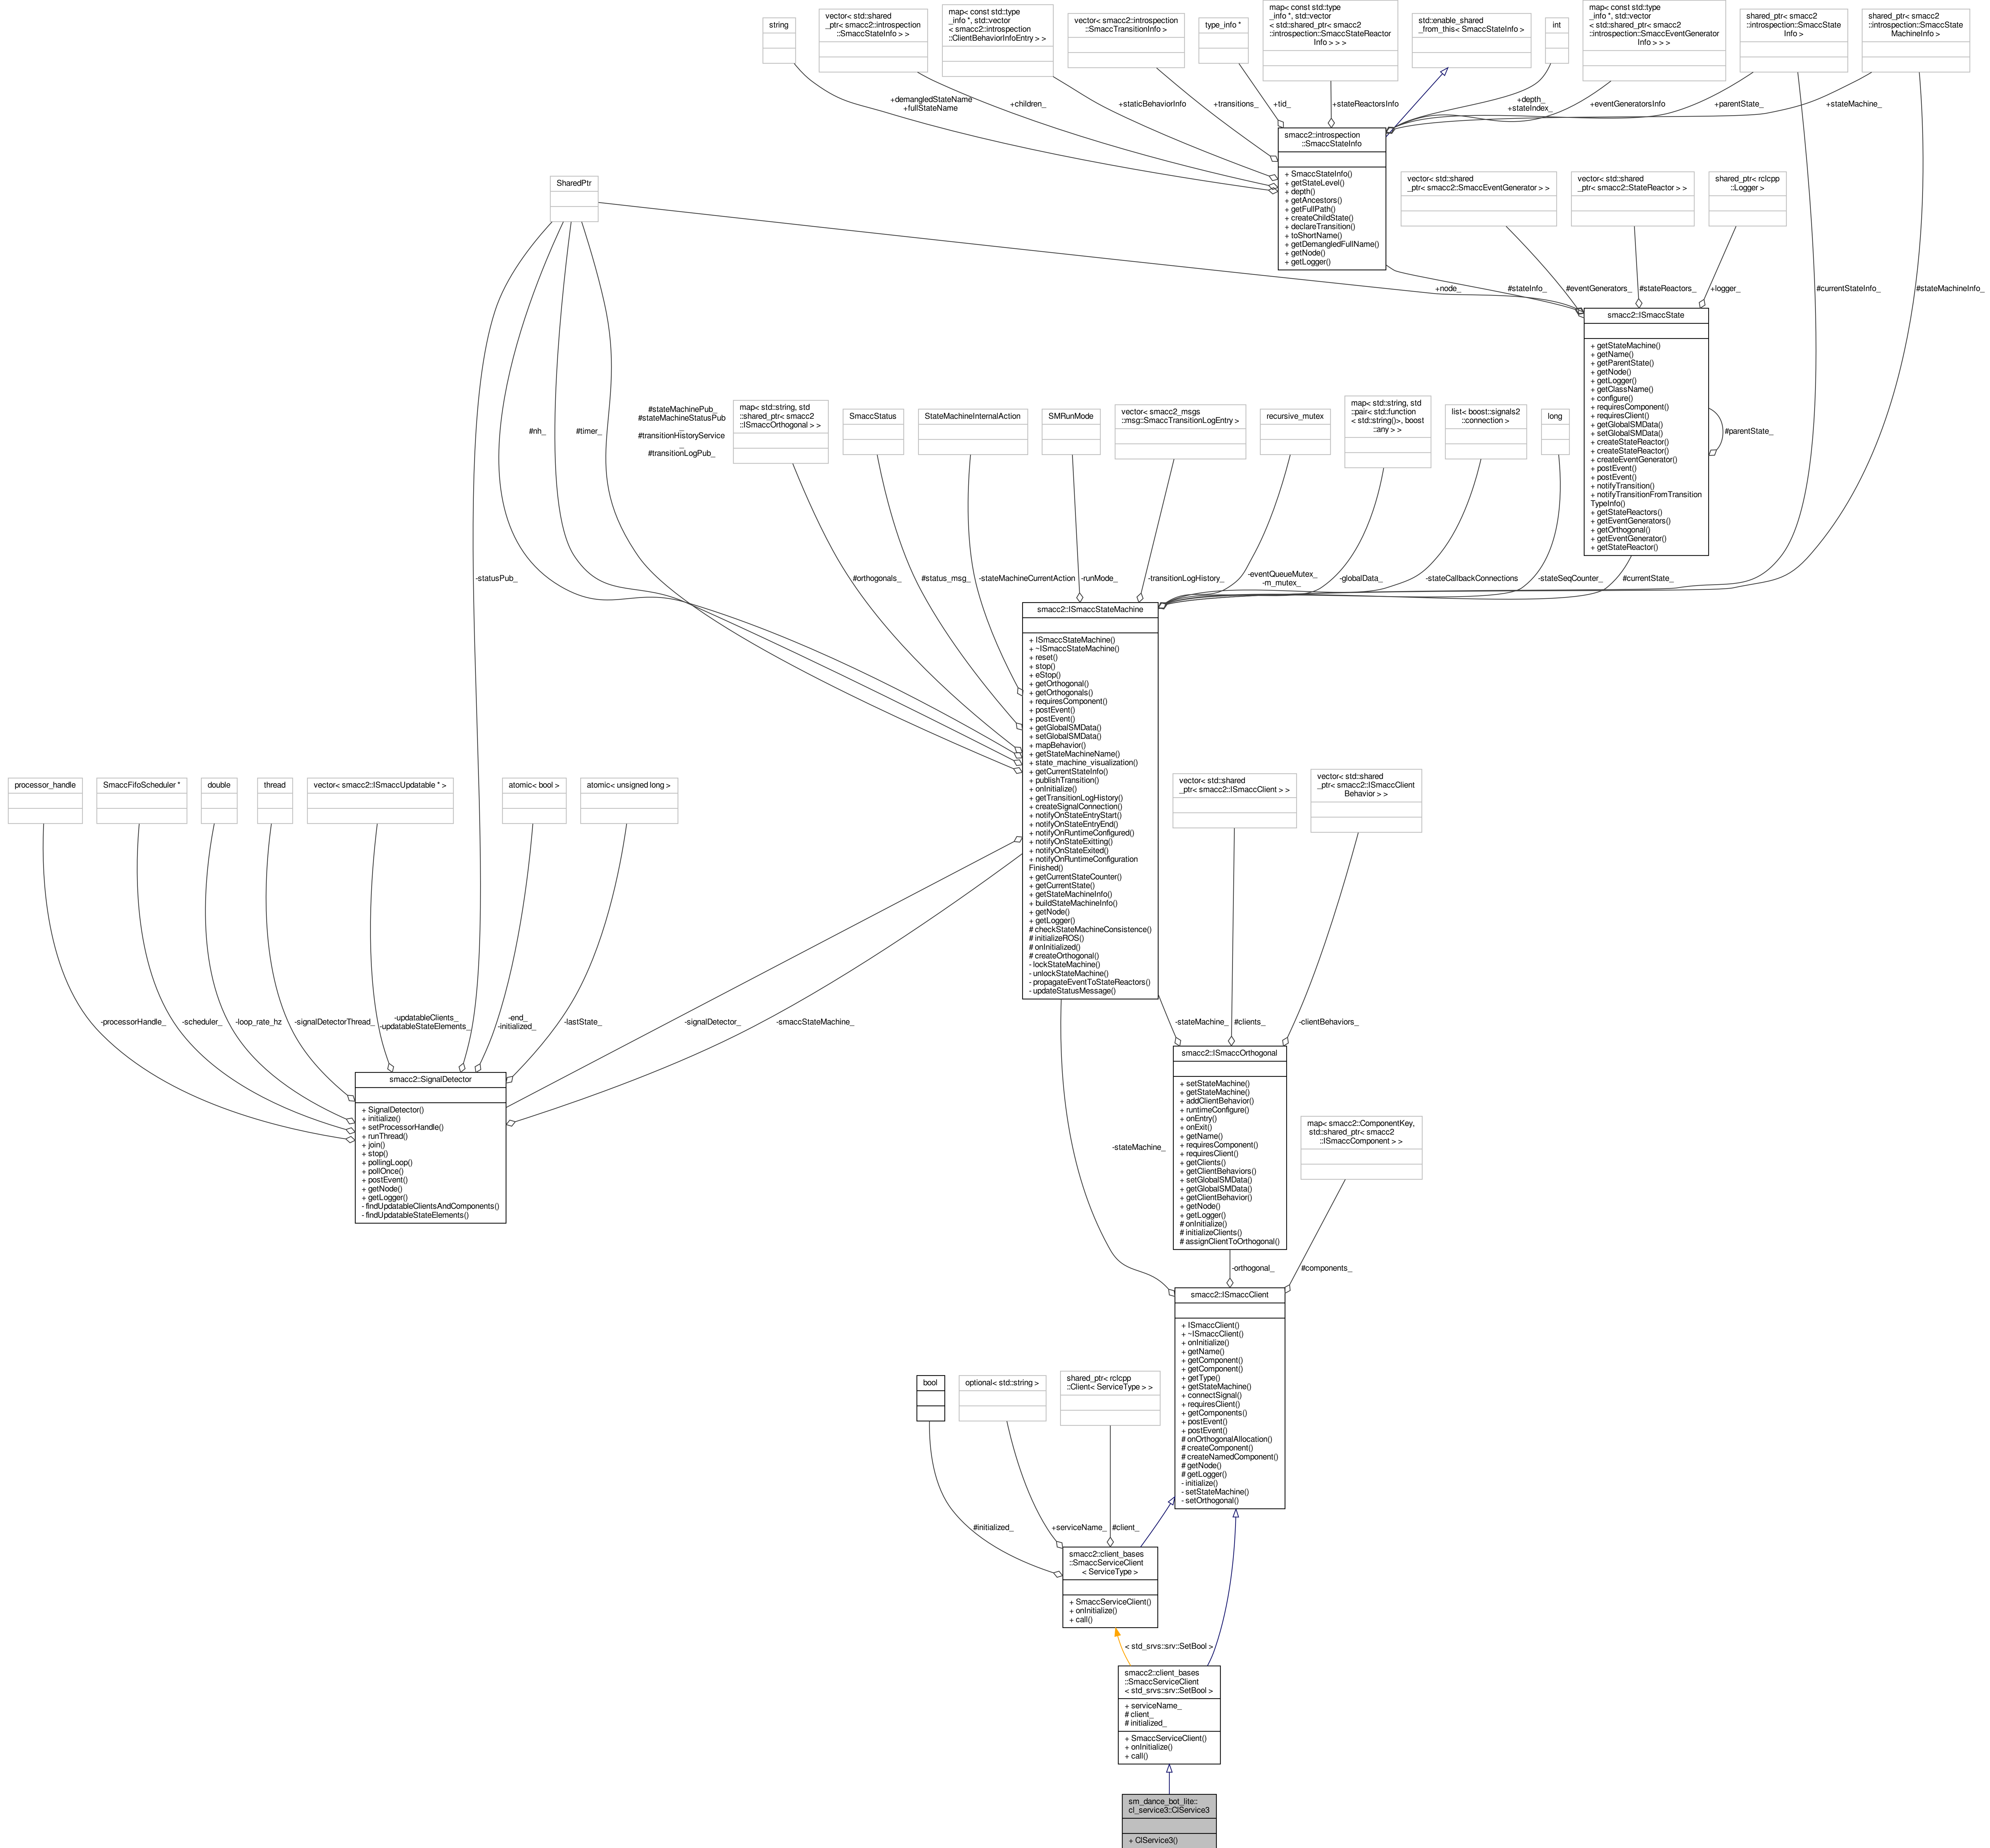 string
vector< std::shared
_ptr< smacc2::introspection
::SmaccStateInfo > >
map< const std::type
_info *, std::vector
< smacc2::introspection
::ClientBehaviorInfoEntry > >
vector< smacc2::introspection
::SmaccTransitionInfo >
type_info *
map< const std::type
_info *, std::vector
< std::shared_ptr< smacc2
::introspection::SmaccStateReactor
Info > > >
std::enable_shared
_from_this< SmaccStateInfo >
int
map< const std::type
_info *, std::vector
< std::shared_ptr< smacc2
::introspection::SmaccEventGenerator
Info > > >
shared_ptr< smacc2
::introspection::SmaccState
Info >
shared_ptr< smacc2
::introspection::SmaccState
MachineInfo >
+demangledStateName
+fullStateName
+children_
+staticBehaviorInfo
+transitions_
+tid_
+stateReactorsInfo
+depth_
+stateIndex_
+eventGeneratorsInfo
+parentState_
+stateMachine_
smacc2::introspection
::SmaccStateInfo
+ SmaccStateInfo()
+ getStateLevel()
+ depth()
+ getAncestors()
+ getFullPath()
+ createChildState()
+ declareTransition()
+ toShortName()
+ getDemangledFullName()
+ getNode()
+ getLogger()
SharedPtr
vector< std::shared
_ptr< smacc2::SmaccEventGenerator > >
vector< std::shared
_ptr< smacc2::StateReactor > >
shared_ptr< rclcpp
::Logger >
+node_
#stateInfo_
#eventGenerators_
#stateReactors_
+logger_
#currentStateInfo_
#stateMachineInfo_
smacc2::ISmaccState
+ getStateMachine()
+ getName()
+ getParentState()
+ getNode()
+ getLogger()
+ getClassName()
+ configure()
+ requiresComponent()
+ requiresClient()
+ getGlobalSMData()
+ setGlobalSMData()
+ createStateReactor()
+ createStateReactor()
+ createEventGenerator()
+ postEvent()
+ postEvent()
+ notifyTransition()
+ notifyTransitionFromTransition
TypeInfo()
+ getStateReactors()
+ getEventGenerators()
+ getOrthogonal()
+ getEventGenerator()
+ getStateReactor()
#parentState_
#nh_
#timer_
#stateMachinePub_
#stateMachineStatusPub
_
#transitionHistoryService
_
#transitionLogPub_
map< std::string, std
::shared_ptr< smacc2
::ISmaccOrthogonal > >
SmaccStatus
StateMachineInternalAction
SMRunMode
vector< smacc2_msgs
::msg::SmaccTransitionLogEntry >
recursive_mutex
map< std::string, std
::pair< std::function
< std::string()>, boost
::any > >
list< boost::signals2
::connection >
long
-statusPub_
#orthogonals_
#status_msg_
-stateMachineCurrentAction
-runMode_
-transitionLogHistory_
-eventQueueMutex_
-m_mutex_
-globalData_
-stateCallbackConnections
-stateSeqCounter_
#currentState_
smacc2::ISmaccStateMachine
+ ISmaccStateMachine()
+ ~ISmaccStateMachine()
+ reset()
+ stop()
+ eStop()
+ getOrthogonal()
+ getOrthogonals()
+ requiresComponent()
+ postEvent()
+ postEvent()
+ getGlobalSMData()
+ setGlobalSMData()
+ mapBehavior()
+ getStateMachineName()
+ state_machine_visualization()
+ getCurrentStateInfo()
+ publishTransition()
+ onInitialize()
+ getTransitionLogHistory()
+ createSignalConnection()
+ notifyOnStateEntryStart()
+ notifyOnStateEntryEnd()
+ notifyOnRuntimeConfigured()
+ notifyOnStateExitting()
+ notifyOnStateExited()
+ notifyOnRuntimeConfiguration
Finished()
+ getCurrentStateCounter()
+ getCurrentState()
+ getStateMachineInfo()
+ buildStateMachineInfo()
+ getNode()
+ getLogger()
# checkStateMachineConsistence()
# initializeROS()
# onInitialized()
# createOrthogonal()
- lockStateMachine()
- unlockStateMachine()
- propagateEventToStateReactors()
- updateStatusMessage()
processor_handle
SmaccFifoScheduler *
double
thread
vector< smacc2::ISmaccUpdatable * >
atomic< bool >
atomic< unsigned long >
vector< std::shared
_ptr< smacc2::ISmaccClient > >
vector< std::shared
_ptr< smacc2::ISmaccClient
Behavior > >
-processorHandle_
-scheduler_
-loop_rate_hz
-signalDetectorThread_
-updatableClients_
-updatableStateElements_
-end_
-initialized_
-lastState_
-signalDetector_
-smaccStateMachine_
-stateMachine_
#clients_
-clientBehaviors_
smacc2::SignalDetector
+ SignalDetector()
+ initialize()
+ setProcessorHandle()
+ runThread()
+ join()
+ stop()
+ pollingLoop()
+ pollOnce()
+ postEvent()
+ getNode()
+ getLogger()
- findUpdatableClientsAndComponents()
- findUpdatableStateElements()
smacc2::ISmaccOrthogonal
+ setStateMachine()
+ getStateMachine()
+ addClientBehavior()
+ runtimeConfigure()
+ onEntry()
+ onExit()
+ getName()
+ requiresComponent()
+ requiresClient()
+ getClients()
+ getClientBehaviors()
+ setGlobalSMData()
+ getGlobalSMData()
+ getClientBehavior()
+ getNode()
+ getLogger()
# onInitialize()
# initializeClients()
# assignClientToOrthogonal()
map< smacc2::ComponentKey,
std::shared_ptr< smacc2
::ISmaccComponent > >
-stateMachine_
-orthogonal_
#components_
smacc2::ISmaccClient
+ ISmaccClient()
+ ~ISmaccClient()
+ onInitialize()
+ getName()
+ getComponent()
+ getComponent()
+ getType()
+ getStateMachine()
+ connectSignal()
+ requiresClient()
+ getComponents()
+ postEvent()
+ postEvent()
# onOrthogonalAllocation()
# createComponent()
# createNamedComponent()
# getNode()
# getLogger()
- initialize()
- setStateMachine()
- setOrthogonal()
bool
optional< std::string >
shared_ptr< rclcpp
::Client< ServiceType > >
#initialized_
+serviceName_
#client_
smacc2::client_bases
::SmaccServiceClient
< ServiceType >
+ SmaccServiceClient()
+ onInitialize()
+ call()
< std_srvs::srv::SetBool >
smacc2::client_bases
::SmaccServiceClient
< std_srvs::srv::SetBool >
+ serviceName_
# client_
# initialized_
+ SmaccServiceClient()
+ onInitialize()
+ call()
sm_dance_bot_lite::
cl_service3::ClService3
+ ClService3()